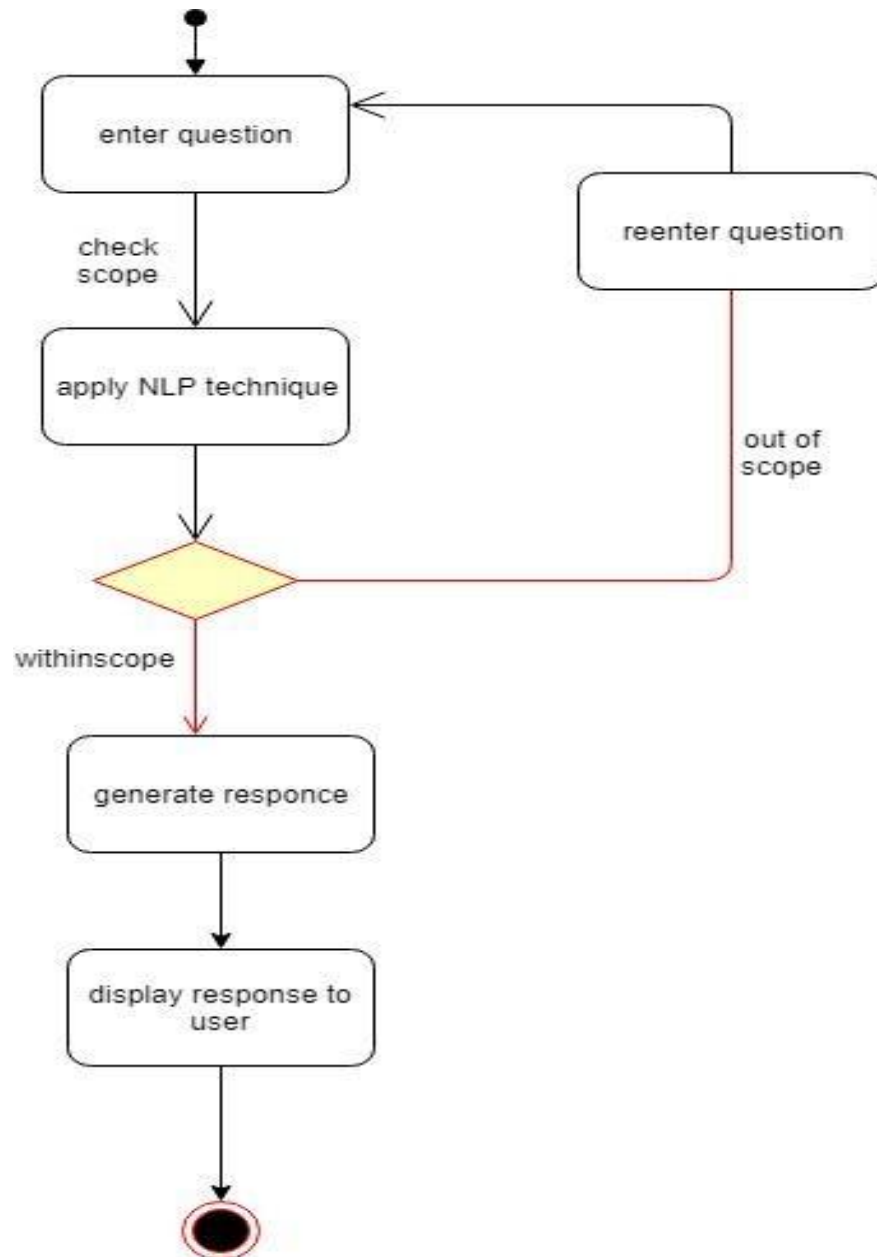 enter question
reenter question
check
scope
apply NLP technique
out of
scope
withinscope
generate responce
display response to
user